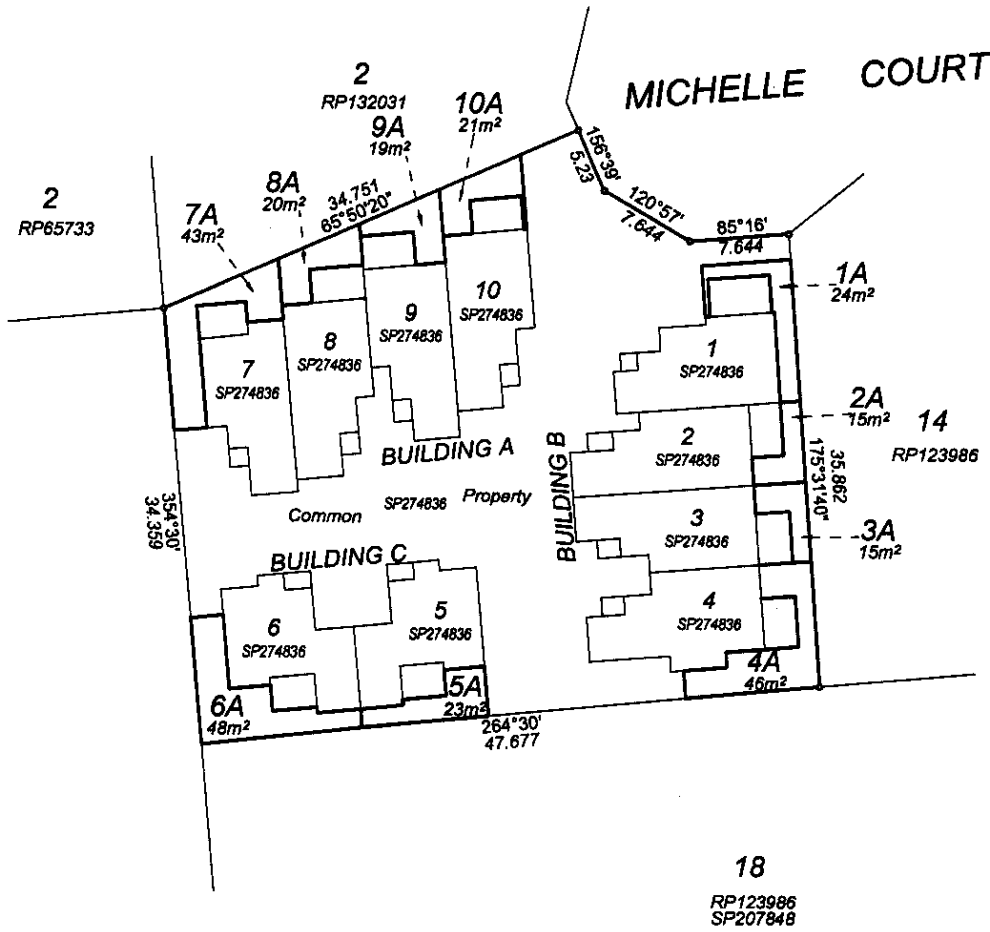 MICHELLE COURT
2
RP132031
10A
21m²
9A
19m²
8A
20m²
34.751
65°50'20"
156°39'
5.23
120°57'
7.644
85°16'
7.644
2
RP65733
7A
43m²
1A
24m²
10
SP274836
9
SP274836
8
SP274836
7
SP274836
1
SP274836
2A
15m²
14
RP123986
2
SP274836
BUILDING A
BUILDING B
35.862
175°31'40"
Common SP274836 Property
354°30'
34.359
3
SP274836
3A
15m²
BUILDING C
5
SP274836
6
SP274836
4
SP274836
4A
46m²
5A
23m²
6A
48m²
264°30'
47.677
18
RP123986
SP207848